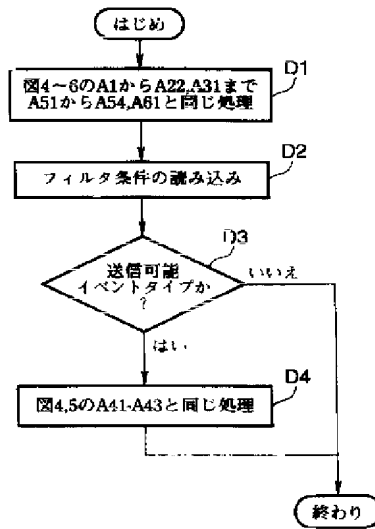 はじめ
D1
図4~6のA1からA22,A31まで
A51からA54,A61と同じ処理
D2
フィルタ条件の読み込み
D3
送信可能
イベントタイプか
?
いいえ
はい
D4
図4,5のA41-A43と同じ処理
終わり